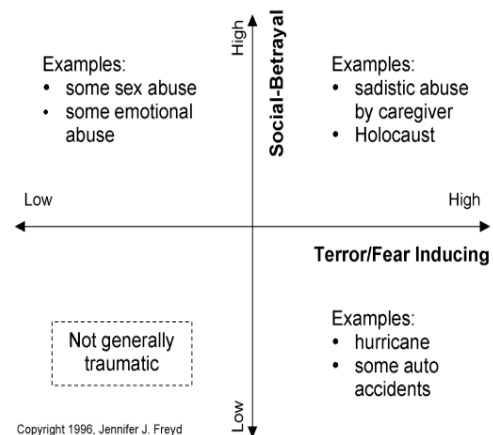 High
Social-Betrayal
Examples:
• some sex abuse
• some emotional
abuse
Examples:
• sadistic abuse
by caregiver
• Holocaust
Low
High
Terror/Fear Inducing
Not generally
traumatic
Examples:
• hurricane
• some auto
accidents
Low
Copyright 1996, Jennifer J. Freyd